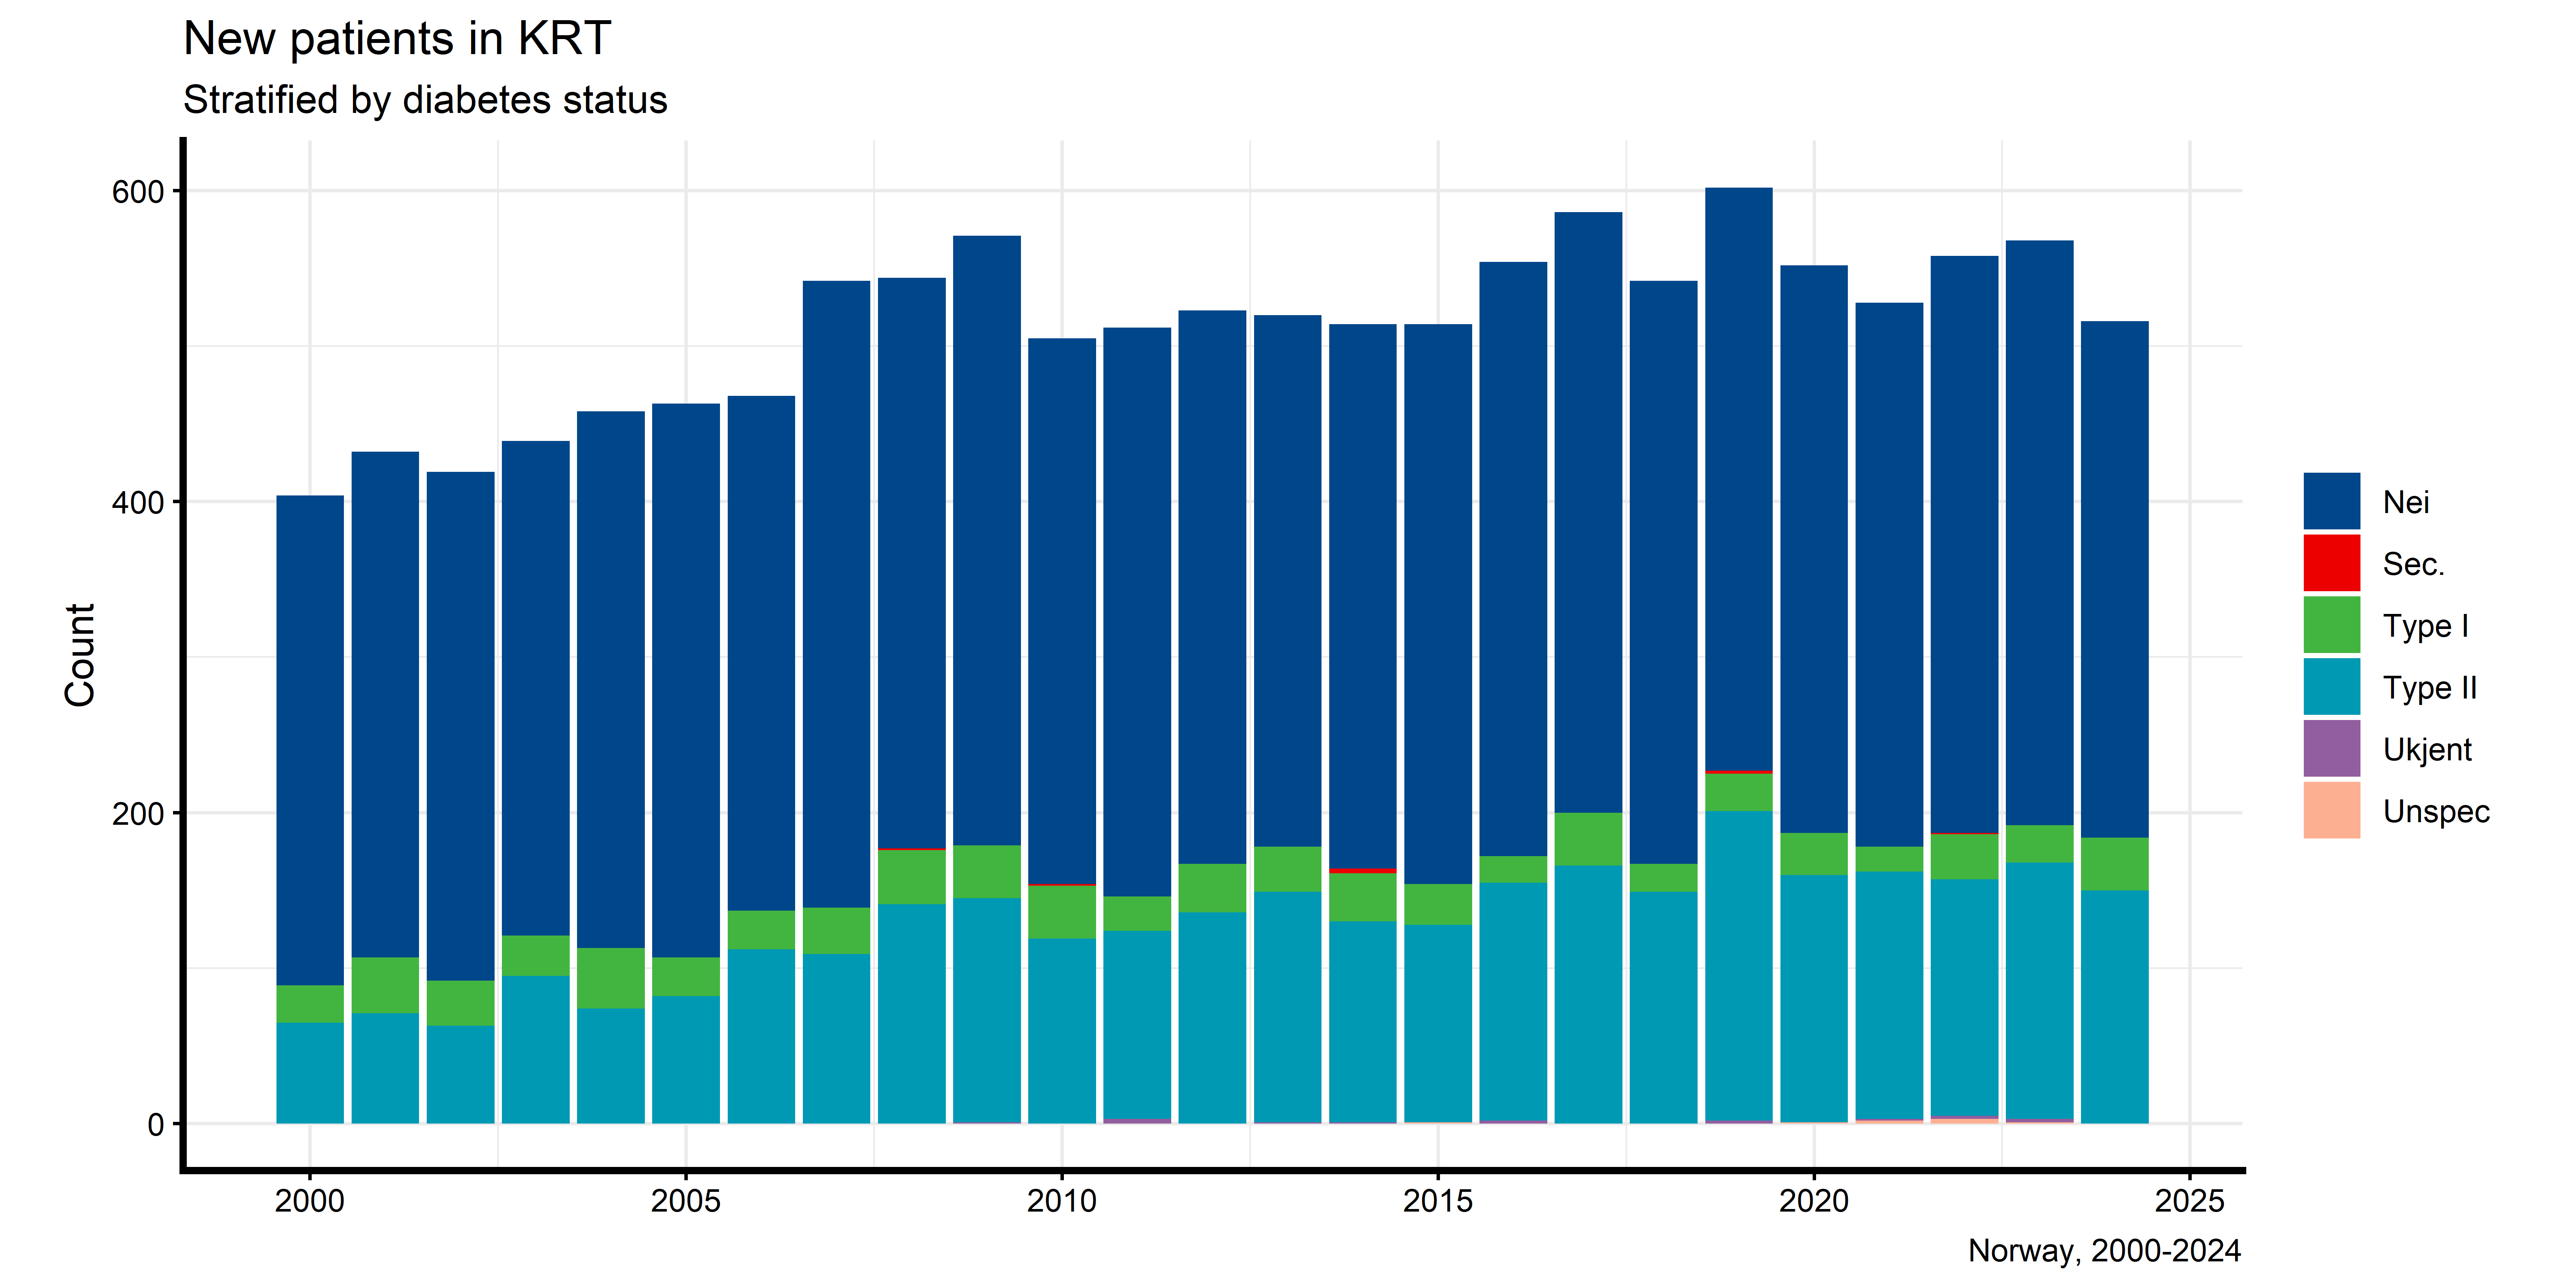 New patients in KRT
Stratified by diabetes status
Count
600
400
200
0
2000
2005
2010
2015
2020
2025
Nei
Sec.
Type I
Type II
Ukjent
Unspec
Norway, 2000-2024